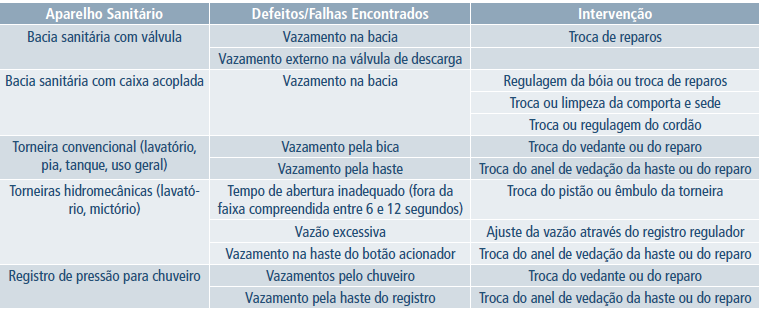 Aparelho Sanitário Defeitos/Falhas Encontrados Intervenção
Bacia sanitária com válvula Vazamento na bacia Troca de reparos
Vazamento externo na válvula de descarga
Bacia sanitária com caixa acoplada Vazamento na bacia Regulagem da bóia ou troca de reparos
Troca ou limpeza da comporta e sede
Troca ou regulagem do cordão
Torneira convencional (lavatório, Vazamento pela bica Troca do vedante ou do reparo
pia, tanque, uso geral) Vazamento pela haste Troca do anel de vedação da haste ou do reparo
Torneiras hidromecânicas (lavató- Tempo de abertura inadequado (fora da Troca do pistão ou êmbulo da torneira
rio, mictório) faixa compreendida entre 6 e 12 segundos)
Vazão excessiva Ajuste da vazão através do registro regulador
Vazamento na haste do botão acionador Troca do anel de vedação da haste ou do reparo
Registro de pressão para chuveiro Vazamentos pelo chuveiro Troca do vedante ou do reparo
Vazamento pela haste do registro Troca do anel de vedação da haste ou do reparo